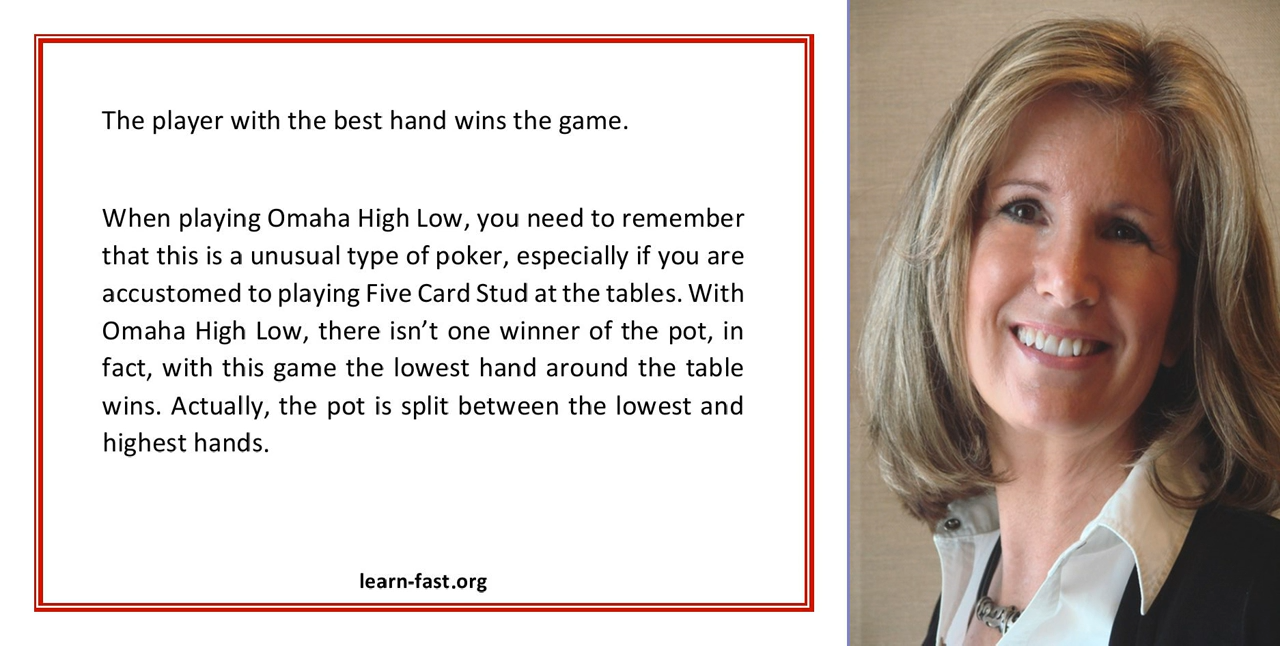 The player with the best hand wins the game.
When playing Omaha High Low, you need to remember
that this is a unusual type of poker, especially if you are
accustomed to playing Five Card Stud at the tables. With
Omaha High Low, there isn’t one winner of the pot, in
fact, with this game the lowest hand around the table
wins. Actually, the pot is split between the lowest and
highest hands.
learn-fast.org